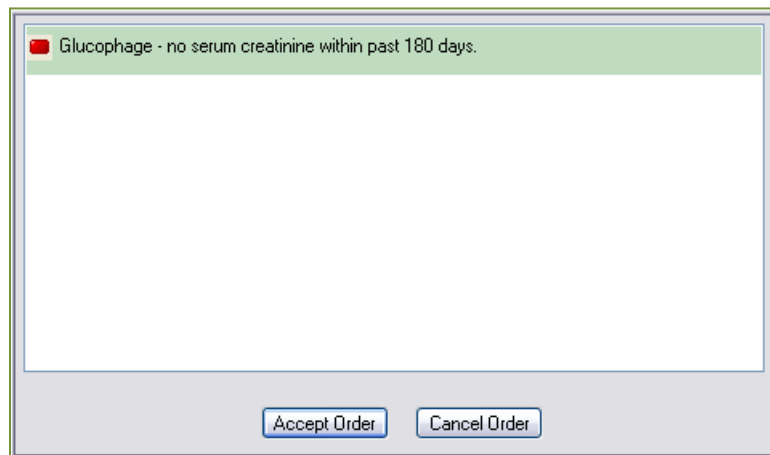 Glucophage - no serum creatinine within past 180 days.
Accept Order
Cancel Order